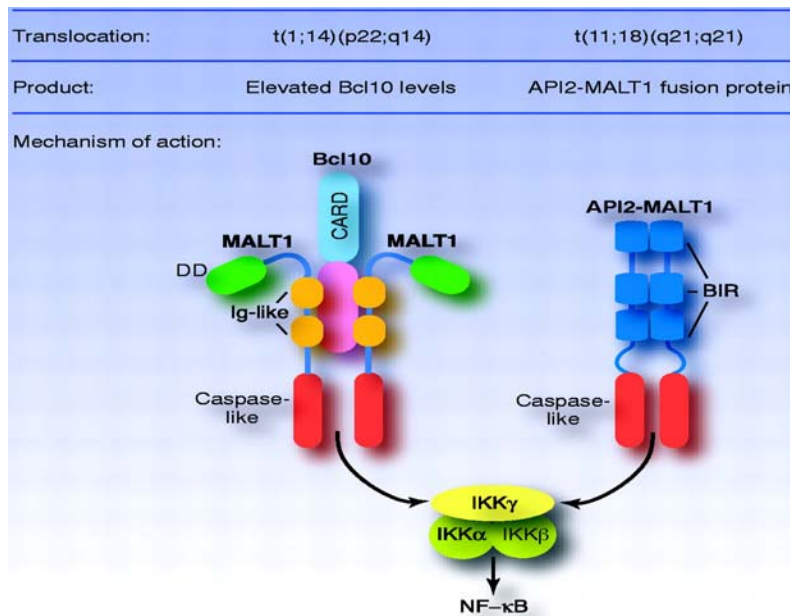 Translocation: t(1;14)(p22;q14) t(11;18)(q21;q21)
Product: Elevated Bcl10 levels API2-MALT1 fusion protein
Mechanism of action:
Bcl10
CARD
API2-MALT1
MALT1 MALT1
DD
BIR
Ig-like
Caspase-
like
Caspase-
like
IKKγ
IKKα IKKβ
NF–κB